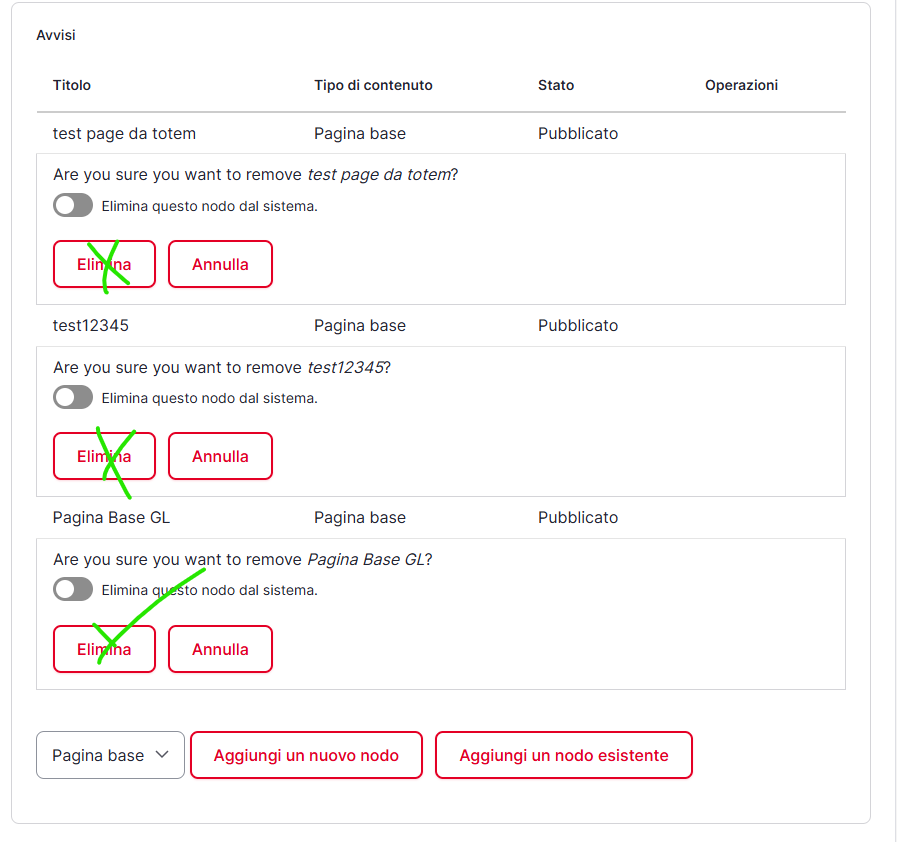 Avvisi
Titolo Tipo di contenuto Stato Operazioni
test page da totem Pagina base Pubblicato
Are you sure you want to remove test page da totem?
Elimina questo nodo dal sistema.
Elimina Annulla
test12345 Pagina base Pubblicato
Are you sure you want to remove test12345?
Elimina questo nodo dal sistema.
Elimina Annulla
Pagina Base GL Pagina base Pubblicato
Are you sure you want to remove Pagina Base GL?
Elimina questo nodo dal sistema.
Elimina Annulla
Pagina base Aggiungi un nuovo nodo Aggiungi un nodo esistente